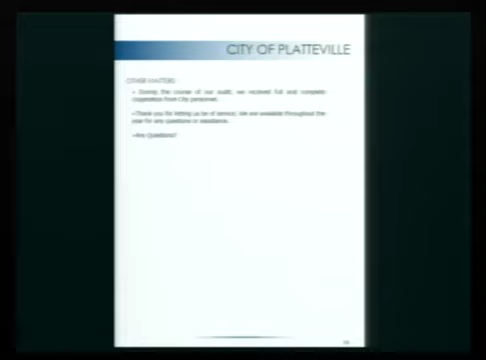 CITY OF PLATTEVILLE
OTHER MATTERS
• During the course of our audit, we received full and complete
cooperation from City personnel.
•Thank you for letting us be of service. We are available throughout the
year for any questions or assistance.
•Any Questions?